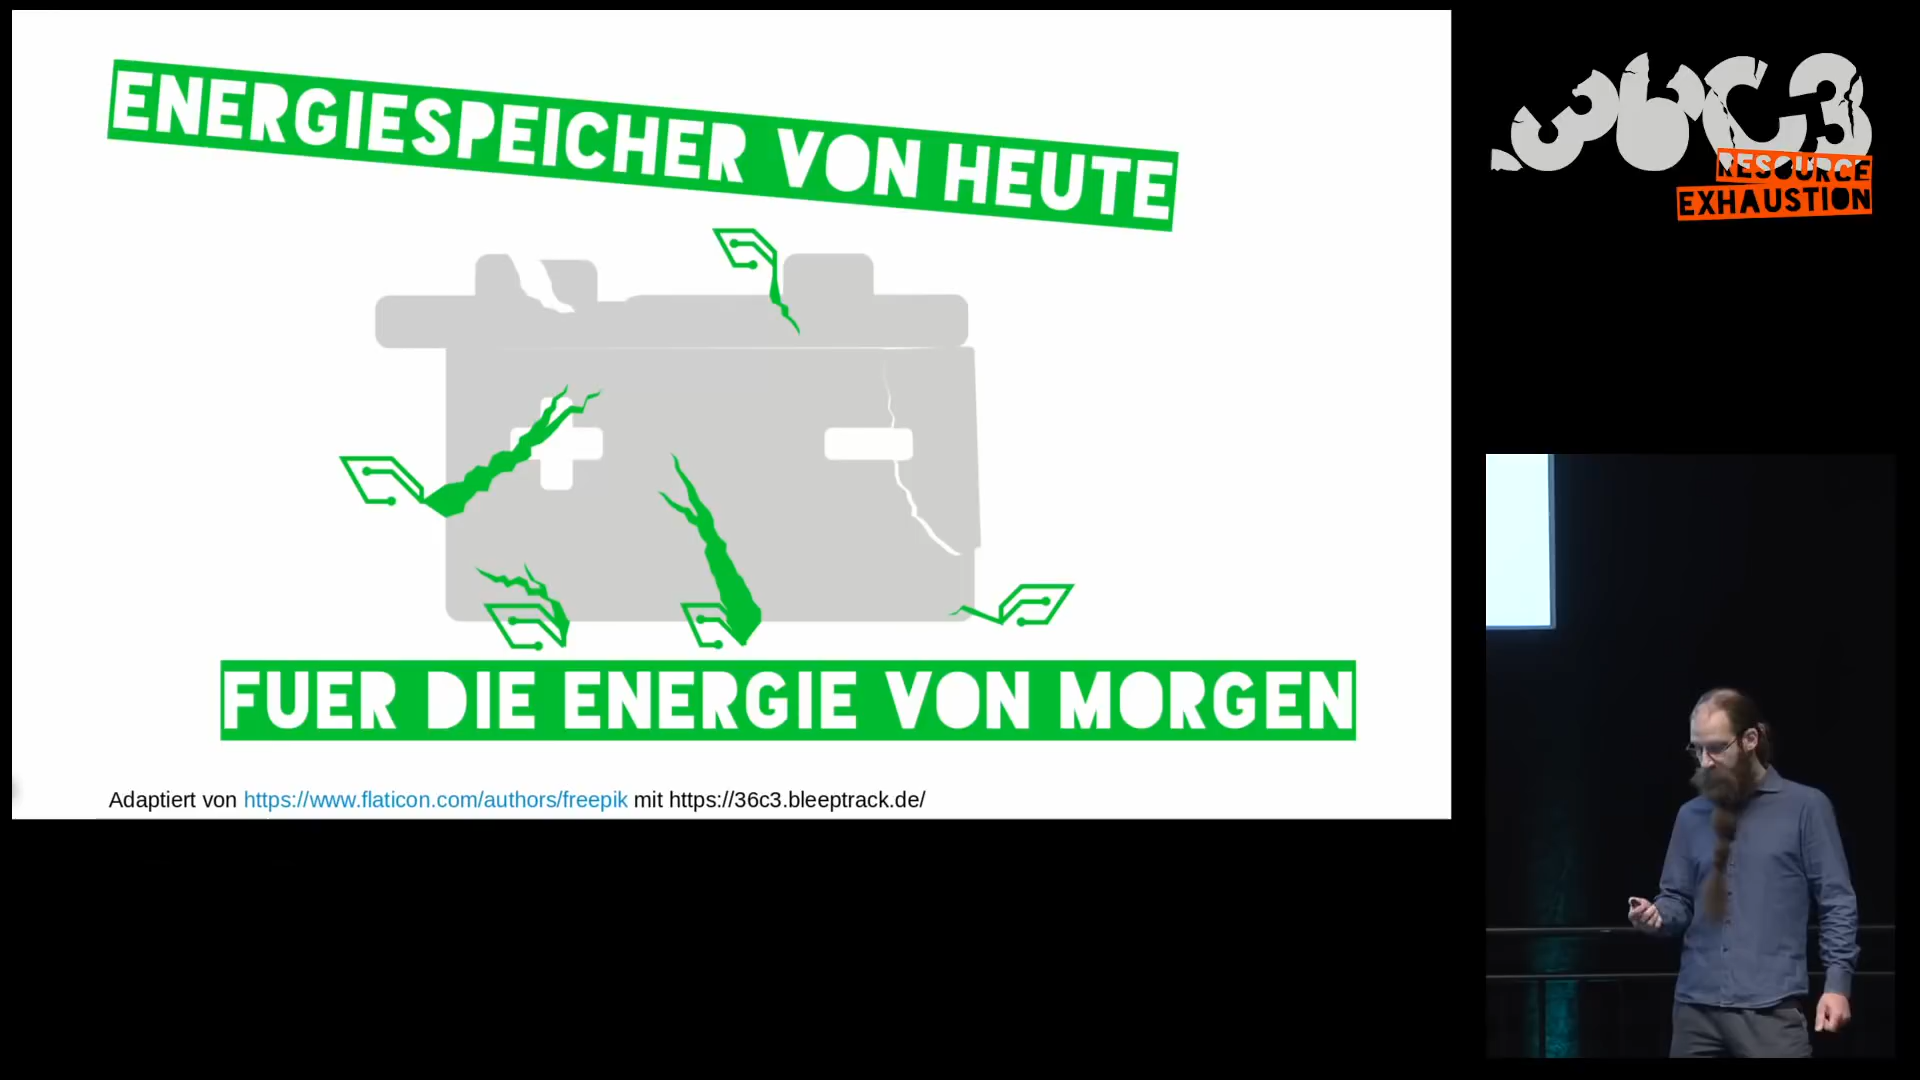 ENERGIESPEICHER VON HEUTE
FUER DIE ENERGIE VON MORGEN
Adaptiert von https://www.flaticon.com/authors/freepik mit https://36c3.bleeptrack.de/
36C3
RESOURCE
EXHAUSTION